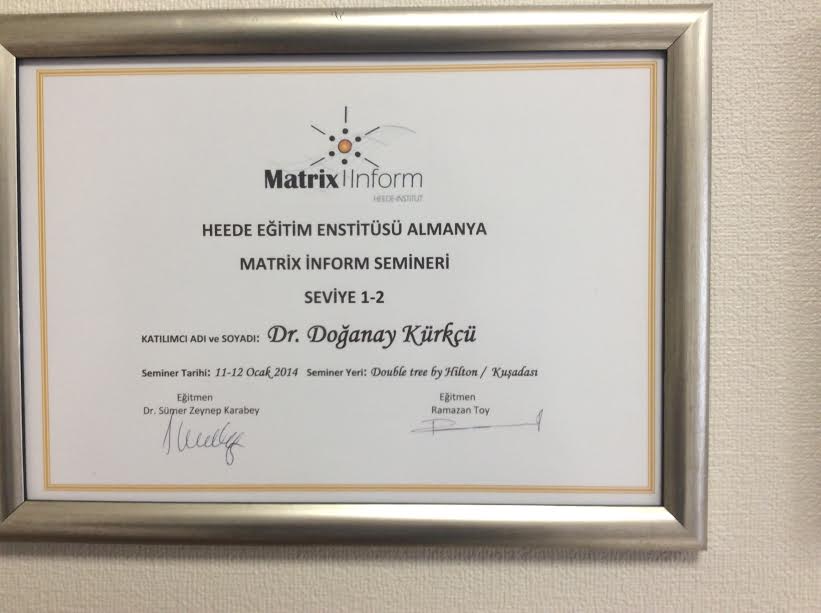 Matrix Inform
HEEDE-INSTITUT
HEEDE EĞİTİM ENSTİTÜSÜ ALMANYA
MATRİX İNFORM SEMİNERİ
SEVİYE 1-2
KATILIMCI ADI ve SOYADI: Dr. Doğanay Kürkçü
Seminer Tarihi: 11-12 Ocak 2014 Seminer Yeri: Double tree by Hilton / Kuşadası
Eğitmen Eğitmen
Dr. Sümer Zeynep Karabey Ramazan Toy